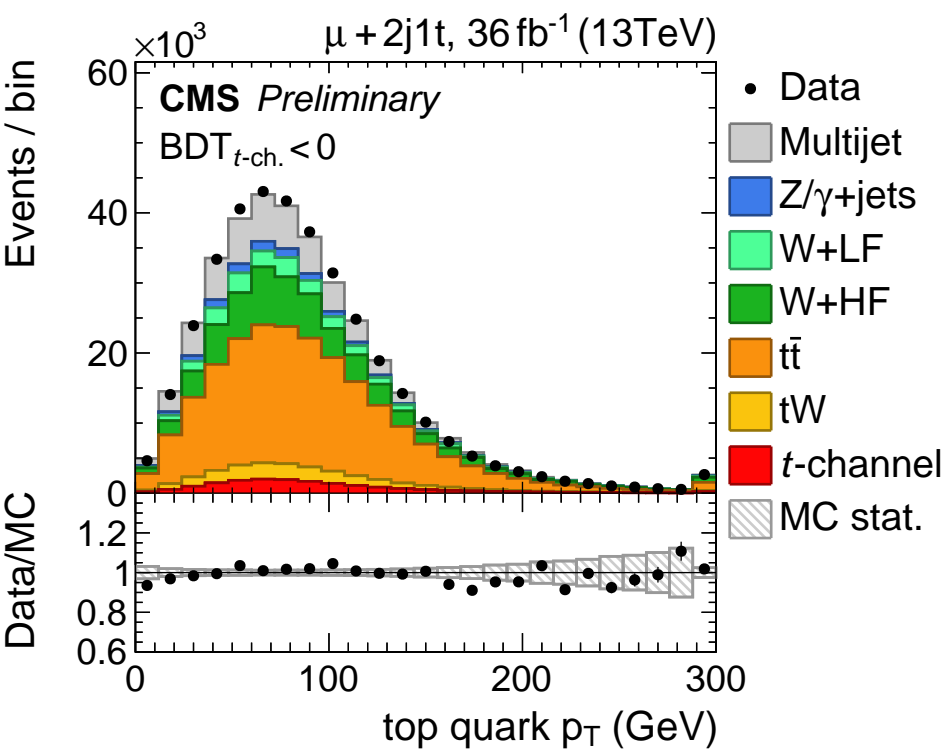 ×10³
μ + 2j1t, 36 fb⁻¹ (13TeV)
CMS Preliminary
BDT_t-ch. < 0
Events / bin
60
40
20
0
Data
Multijet
Z/γ+jets
W+LF
W+HF
tt̄
tW
t-channel
MC stat.
Data/MC
1.2
1
0.8
0.6
0
100
200
300
top quark p_T (GeV)